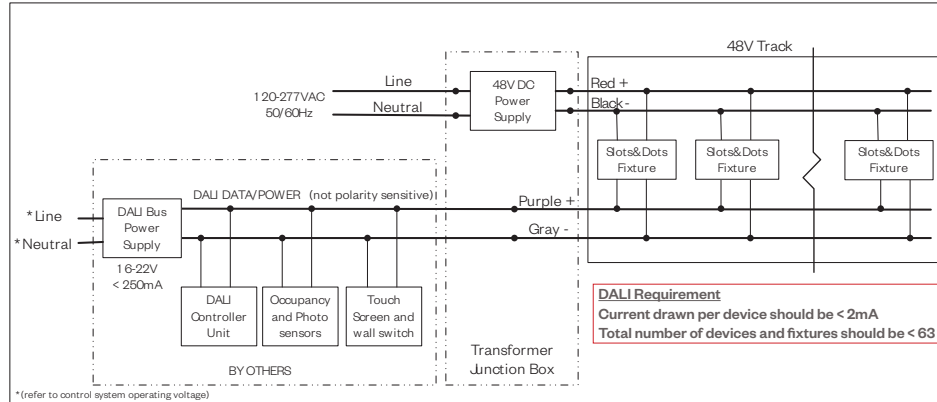 48V Track
Line
48V DC
Power
Supply
Red +
120-277VAC
50/60Hz
Neutral
Black -
Slots&Dots
Fixture
Slots&Dots
Fixture
Slots&Dots
Fixture
DALI DATA/POWER (not polarity sensitive)
Purple +
*Line
*Neutral
DALI Bus
Power
Supply
Gray -
16-22V
< 250mA
DALI
Controller
Unit
Occupancy
and Photo
sensors
Touch
Screen and
wall switch
DALI Requirement
Current drawn per device should be < 2mA
Total number of devices and fixtures should be < 63
Transformer
Junction Box
BY OTHERS
*(refer to control system operating voltage)